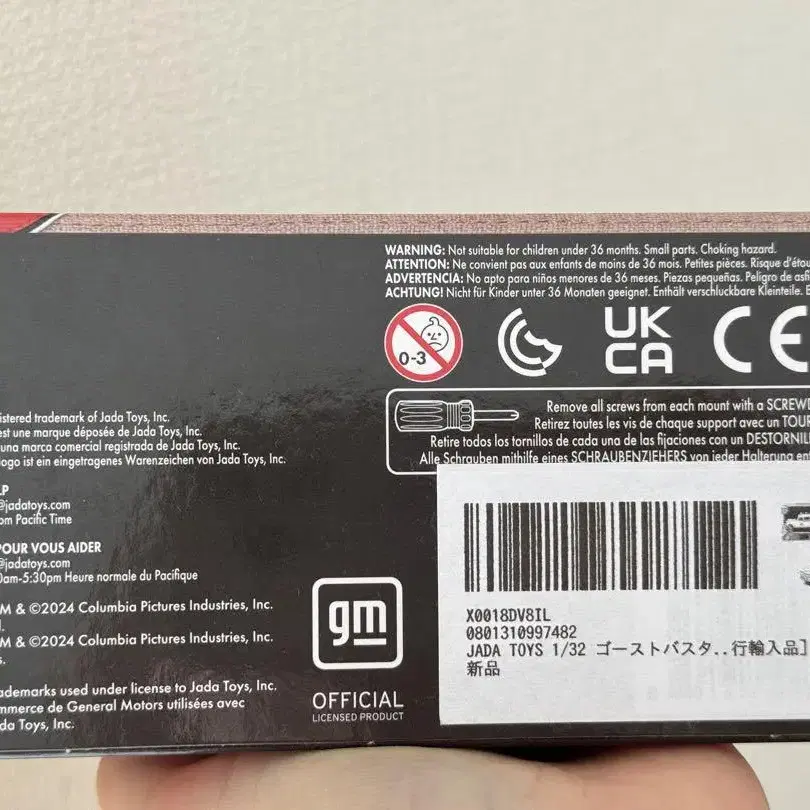 WARNING: Not suitable for children under 36 months. Small parts. Choking hazard.
ATTENTION: Ne convient pas aux enfants de moins de 36 mois. Petites pièces. Risque d'étou
ADVERTENCIA: No apto para niños menores de 36 meses. Piezas pequeñas. Peligro de asfi
ACHTUNG! Nicht für Kinder unter 36 Monaten geeignet. Enthält verschluckbare Kleinteile. E
0-3
UK
CA
CE
Remove all screws from each mount with a SCREWD
Retirez toutes les vis de chaque support avec un TOUR
Retire todos los tornillos de cada una de las fijaciones con un DESTORNILL
Alle Schrauben mithilfe eines SCHRAUBENZIEHERS von jeder Halterung ent
istered trademark of Jada Toys, Inc.
est une marque déposée de Jada Toys, Inc.
una marca comercial registrada de Jada Toys, Inc.
logo ist ein eingetragenes Warenzeichen von Jada Toys, Inc.
LP
@jadatoys.com
om Pacific Time
POUR VOUS AIDER
@jadatoys.com
0am-5:30pm Heure normale du Pacifique
M & ©2024 Columbia Pictures Industries, Inc.
d.
M & ©2024 Columbia Pictures Industries, Inc.
s.
ademarks used under license to Jada Toys, Inc.
mmerce de General Motors utilisées avec
da Toys, Inc.
gm
OFFICIAL
LICENSED PRODUCT
X0018DV8IL
0801310997482
JADA TOYS 1/32 ゴーストバスタ..行輸入品]
新品